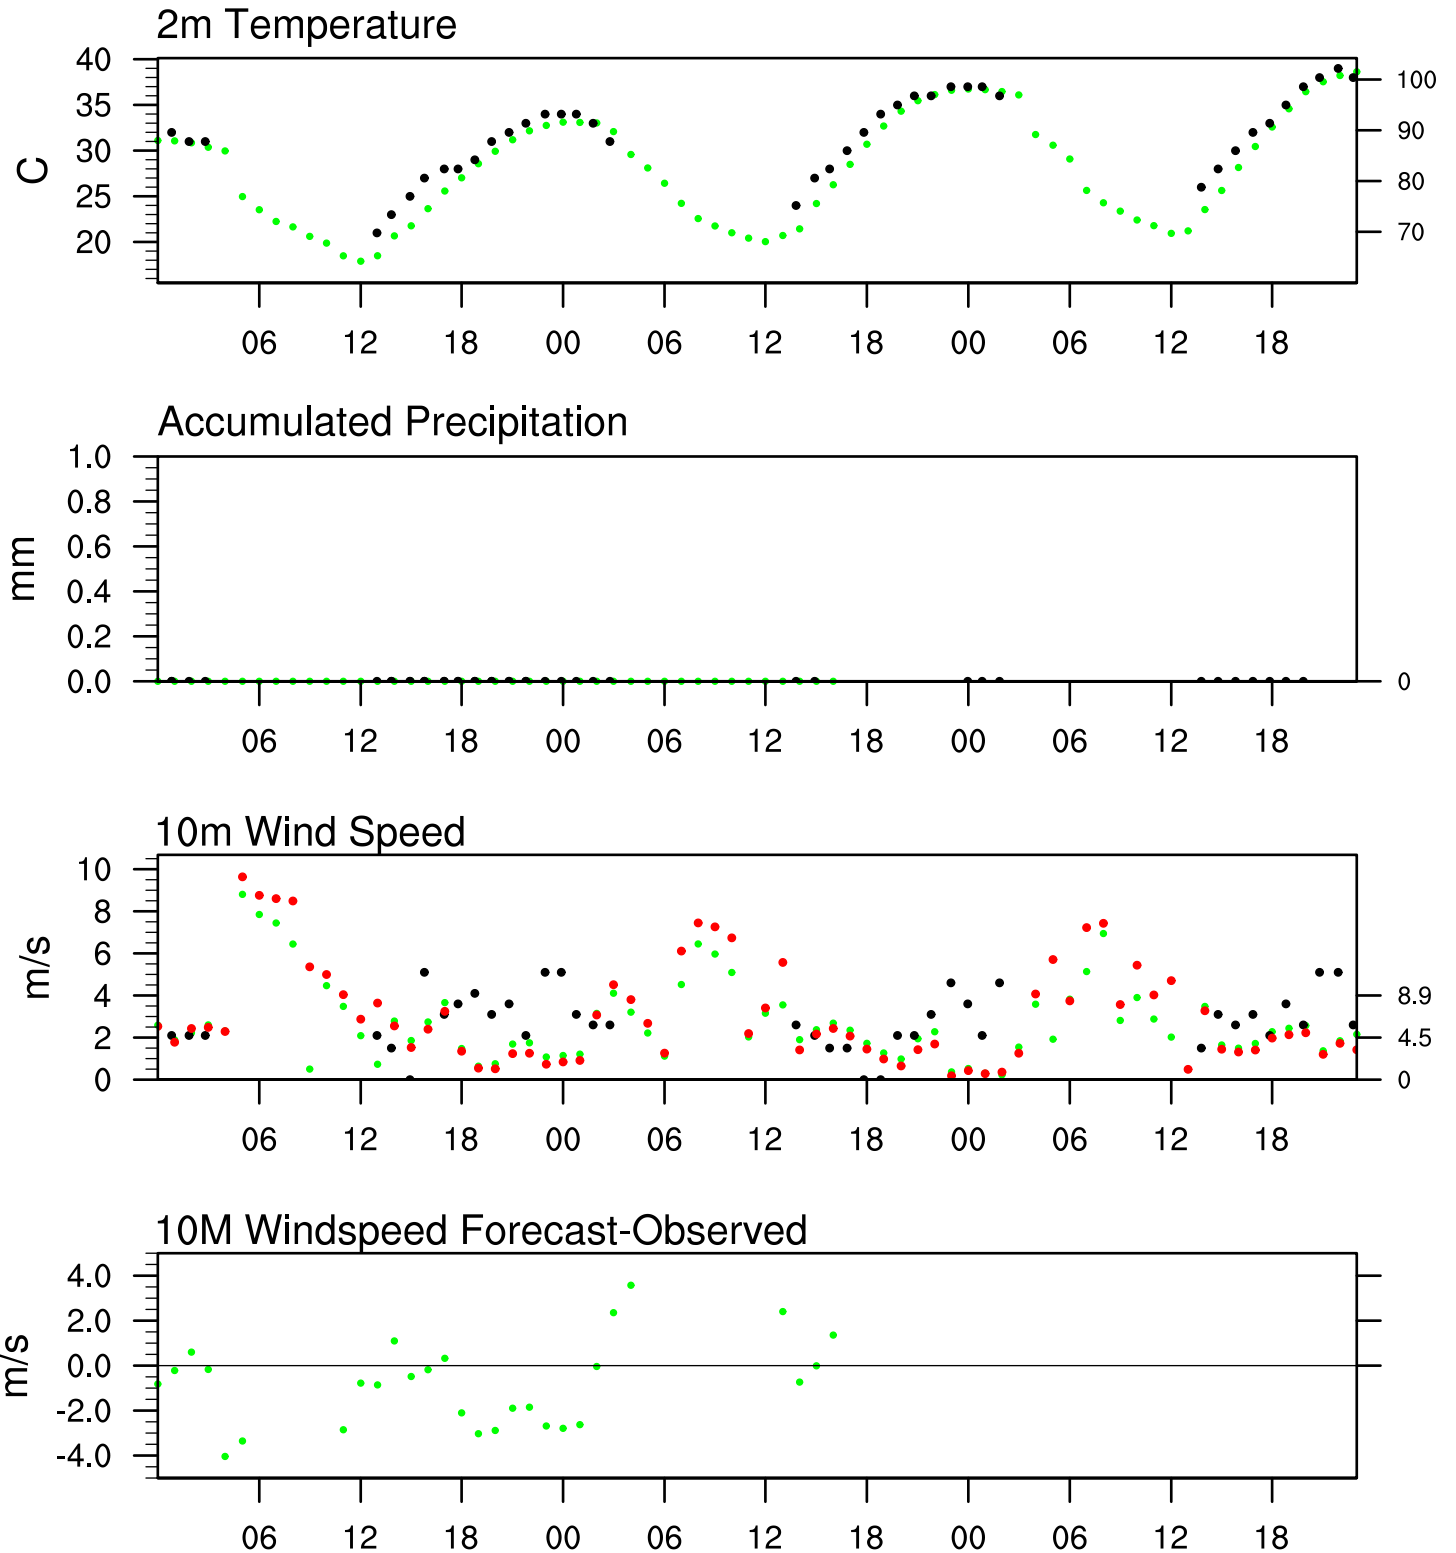 2m Temperature
40
35
30
25
20
C
100
90
80
70
06 12 18 00 06 12 18 00 06 12 18
Accumulated Precipitation
1.0
0.8
0.6
0.4
0.2
0.0
mm
0
06 12 18 00 06 12 18 00 06 12 18
10m Wind Speed
10
8
6
4
2
0
m/s
8.9
4.5
0
06 12 18 00 06 12 18 00 06 12 18
10M Windspeed Forecast-Observed
4.0
2.0
0.0
-2.0
-4.0
m/s
06 12 18 00 06 12 18 00 06 12 18